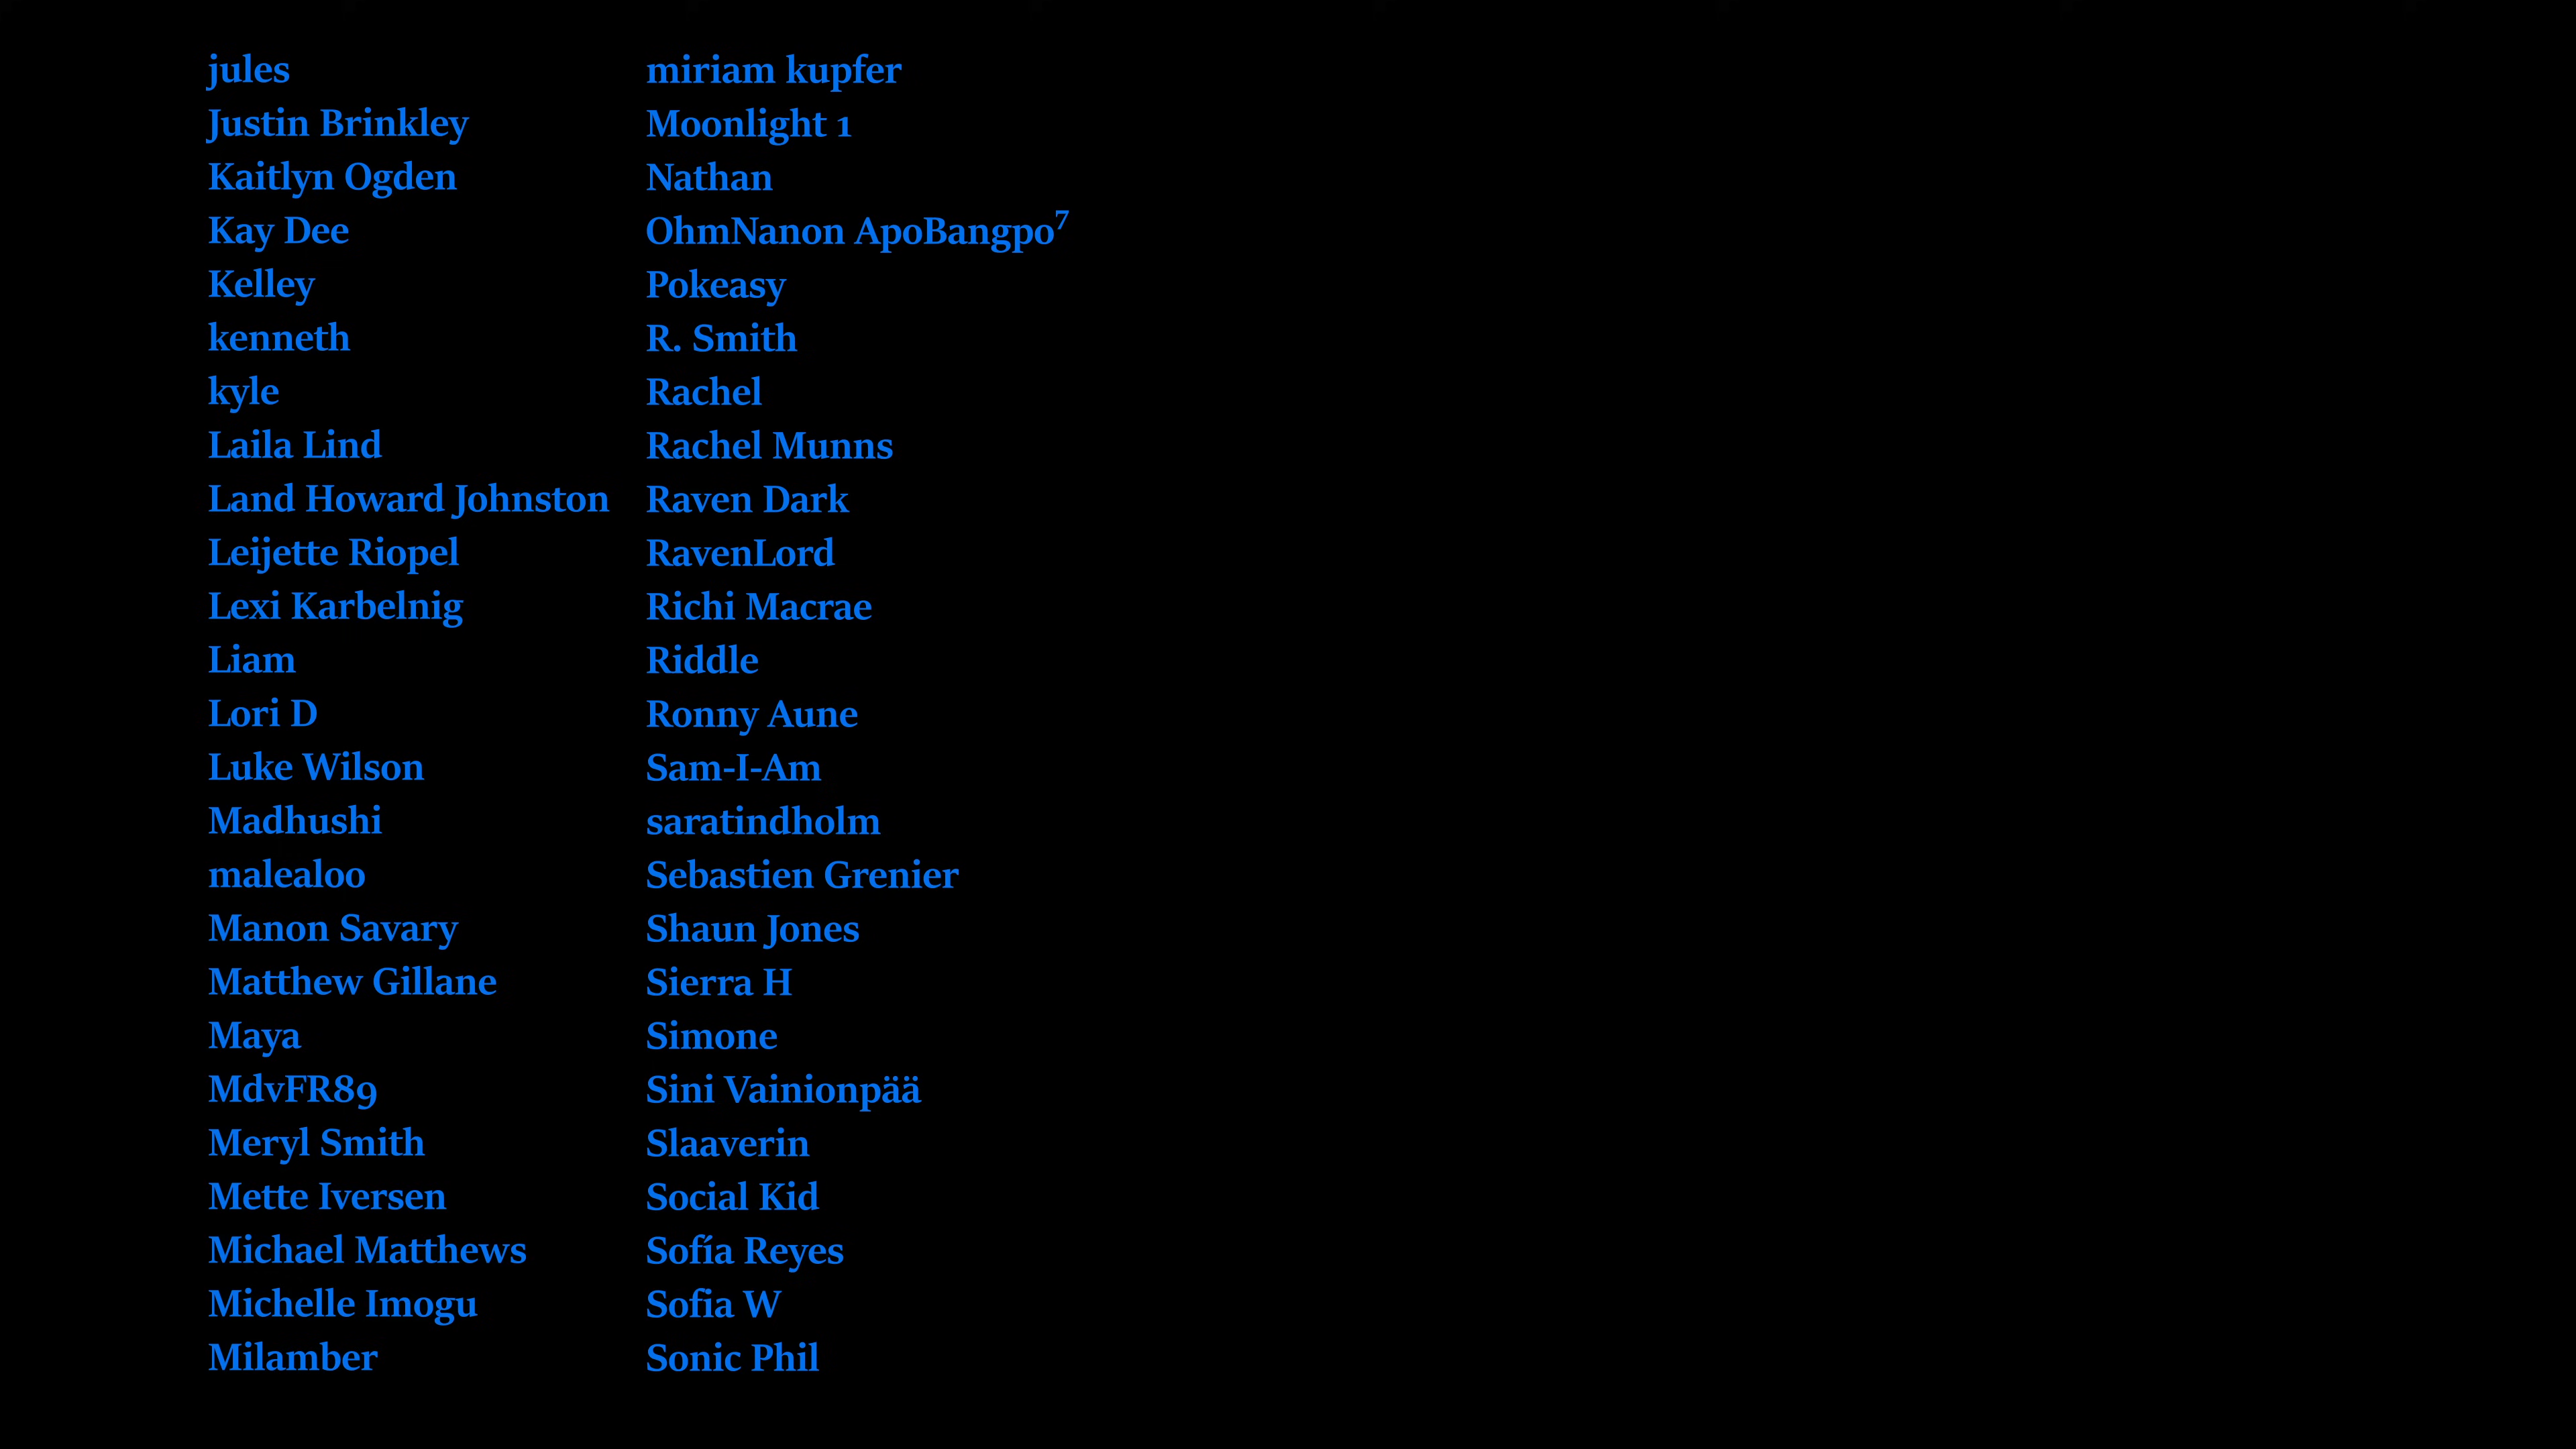 jules
Justin Brinkley
Kaitlyn Ogden
Kay Dee
Kelley
kenneth
kyle
Laila Lind
Land Howard Johnston
Leijette Riopel
Lexi Karbelnig
Liam
Lori D
Luke Wilson
Madhushi
malealoo
Manon Savary
Matthew Gillane
Maya
MdvFR89
Meryl Smith
Mette Iversen
Michael Matthews
Michelle Imogu
Milamber
miriam kupfer
Moonlight 1
Nathan
OhmNanon ApoBangpo⁷
Pokeasy
R. Smith
Rachel
Rachel Munns
Raven Dark
RavenLord
Richi Macrae
Riddle
Ronny Aune
Sam-I-Am
saratindholm
Sebastien Grenier
Shaun Jones
Sierra H
Simone
Sini Vainionpää
Slaaverin
Social Kid
Sofía Reyes
Sofia W
Sonic Phil